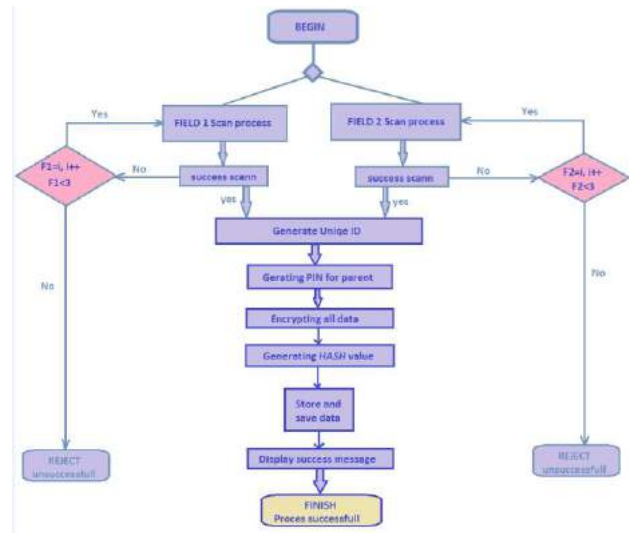 BEGIN
Yes
FIELD 1 Scan process
FIELD 2 Scan process
Yes
F1=i, i++
F1<3
No
success scann
success scann
No
F2=i, i++
F2<3
yes
yes
Generate Uniqe ID
No
Gerating PIN for parent
No
Encrypting all data
Generating HASH value
Store and
save data
REJECT
unsuccessfull
Display success message
REJECT
unsuccessfull
FINISH
Proces successfull